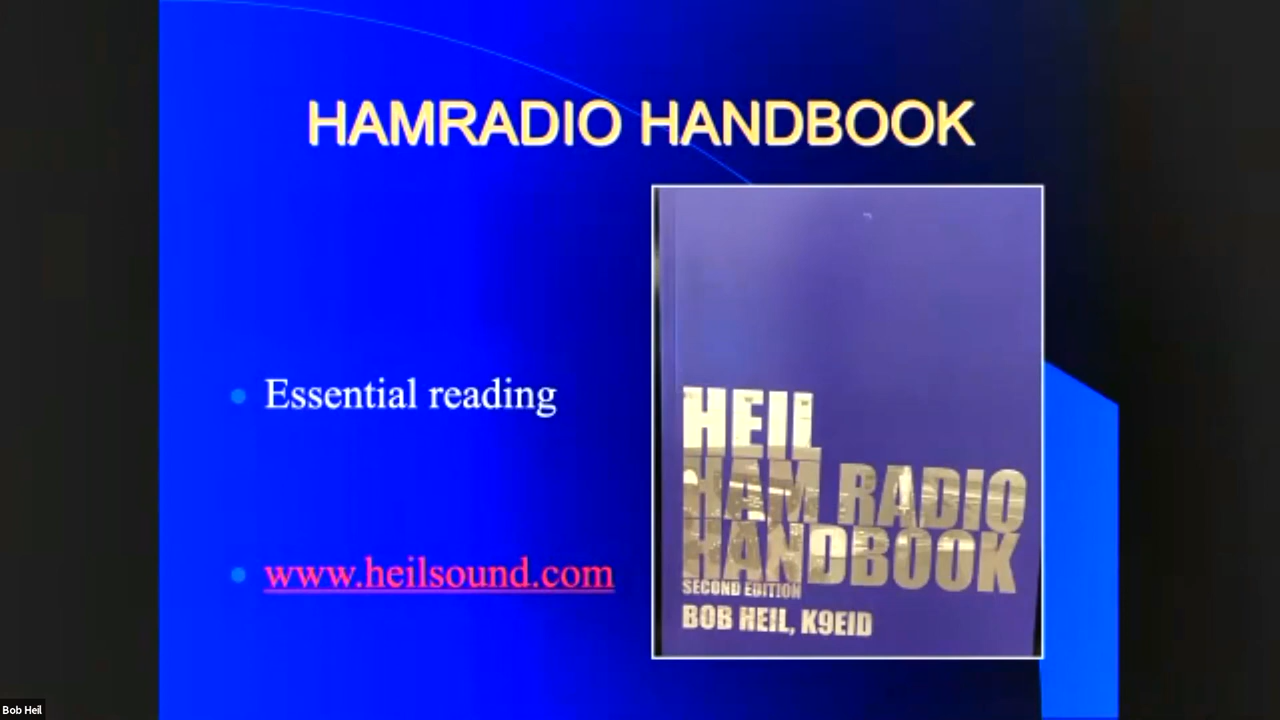 HAMRADIO HANDBOOK
Essential reading
www.heilsound.com
HEIL
HAM RADIO
HANDBOOK
SECOND EDITION
BOB HEIL, K9EID
Bob Heil